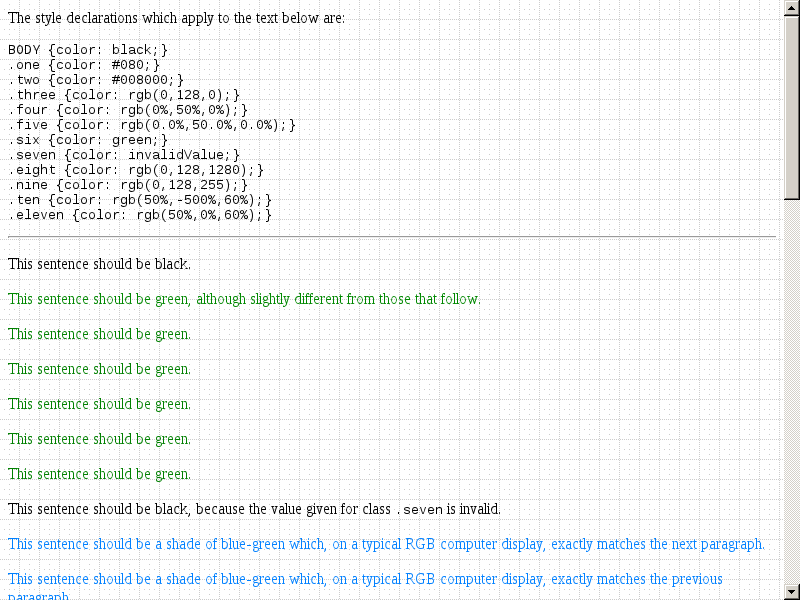 The style declarations which apply to the text below are:
BODY {color: black;}
.one {color: #080;}
.two {color: #008000;}
.three {color: rgb(0,128,0);}
.four {color: rgb(0%,50%,0%);}
.five {color: rgb(0.0%,50.0%,0.0%);}
.six {color: green;}
.seven {color: invalidValue;}
.eight {color: rgb(0,128,1280);}
.nine {color: rgb(0,128,255);}
.ten {color: rgb(50%,-500%,60%);}
.eleven {color: rgb(50%,0%,60%);}
This sentence should be black.
This sentence should be green, although slightly different from those that follow.
This sentence should be green.
This sentence should be green.
This sentence should be green.
This sentence should be green.
This sentence should be green.
This sentence should be black, because the value given for class .seven is invalid.
This sentence should be a shade of blue-green which, on a typical RGB computer display, exactly matches the next paragraph.
This sentence should be a shade of blue-green which, on a typical RGB computer display, exactly matches the previous
paragraph.